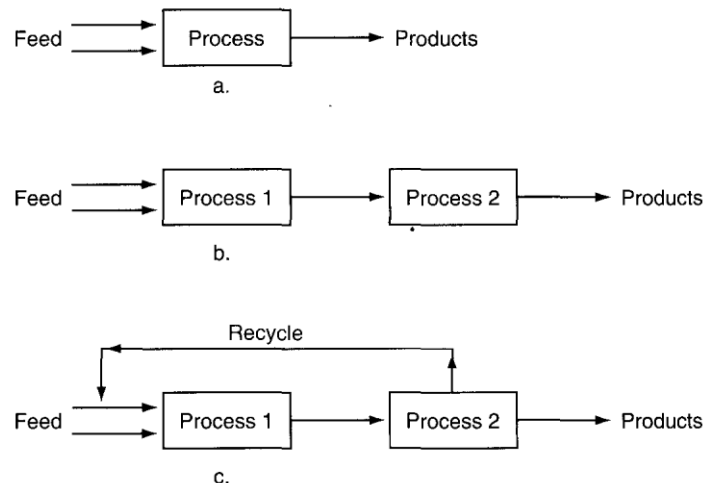 Feed Process Products
a.
Feed Process 1 Process 2 Products
b.
Recycle
Feed Process 1 Process 2 Products
c.